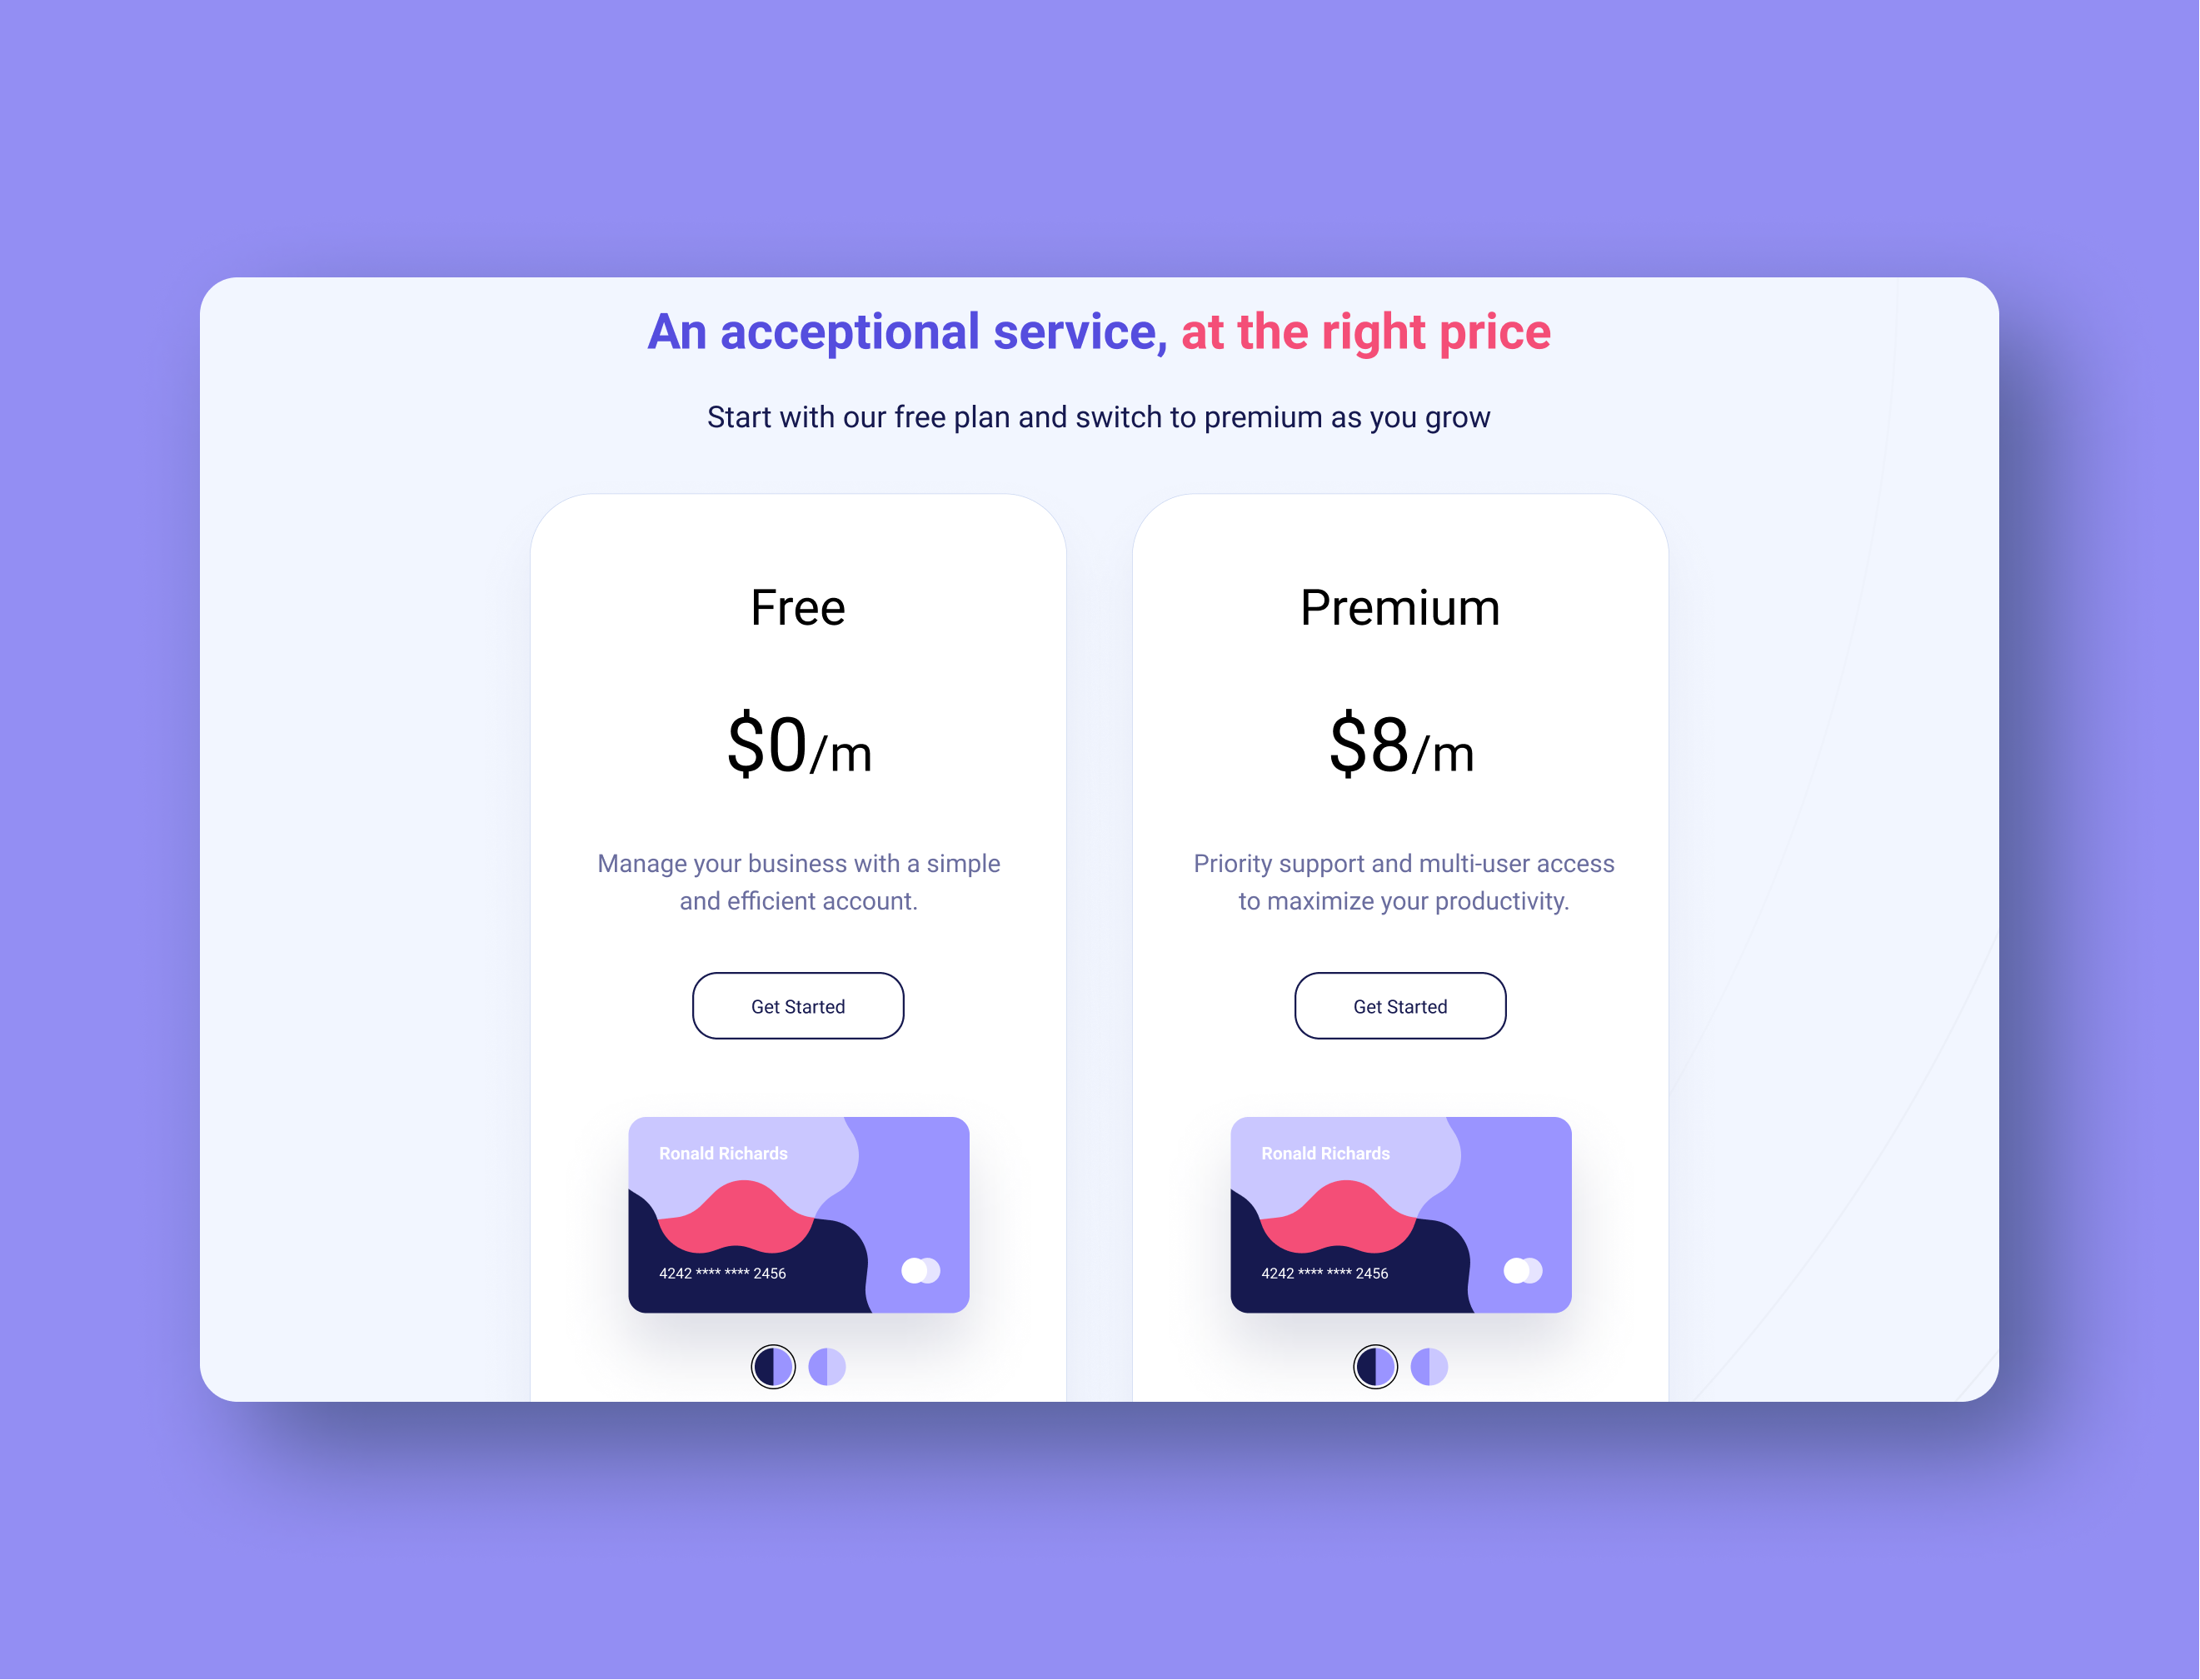 An acceptional service, at the right price
Start with our free plan and switch to premium as you grow
Free
$0/m
Manage your business with a simple
and efficient account.
Get Started
Ronald Richards
4242 **** **** 2456
Premium
$8/m
Priority support and multi-user access
to maximize your productivity.
Get Started
Ronald Richards
4242 **** **** 2456